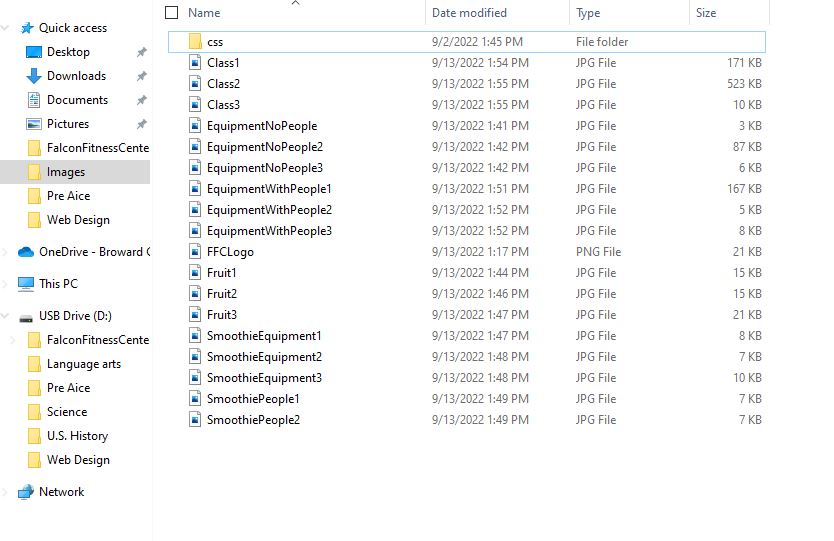 Quick access
Desktop
Downloads
Documents
Pictures
FalconFitnessCente
Images
Pre Aice
Web Design
OneDrive - Broward C
This PC
USB Drive (D:)
FalconFitnessCente
Language arts
Pre Aice
Science
U.S. History
Web Design
Network
Name Date modified Type Size
css 9/2/2022 1:45 PM File folder
Class1 9/13/2022 1:54 PM JPG File 171 KB
Class2 9/13/2022 1:55 PM JPG File 523 KB
Class3 9/13/2022 1:55 PM JPG File 10 KB
EquipmentNoPeople 9/13/2022 1:41 PM JPG File 3 KB
EquipmentNoPeople2 9/13/2022 1:42 PM JPG File 87 KB
EquipmentNoPeople3 9/13/2022 1:42 PM JPG File 6 KB
EquipmentWithPeople1 9/13/2022 1:51 PM JPG File 167 KB
EquipmentWithPeople2 9/13/2022 1:52 PM JPG File 5 KB
EquipmentWithPeople3 9/13/2022 1:52 PM JPG File 8 KB
FFCLogo 9/13/2022 1:17 PM PNG File 21 KB
Fruit1 9/13/2022 1:44 PM JPG File 15 KB
Fruit2 9/13/2022 1:46 PM JPG File 15 KB
Fruit3 9/13/2022 1:47 PM JPG File 21 KB
SmoothieEquipment1 9/13/2022 1:47 PM JPG File 8 KB
SmoothieEquipment2 9/13/2022 1:48 PM JPG File 7 KB
SmoothieEquipment3 9/13/2022 1:48 PM JPG File 10 KB
SmoothiePeople1 9/13/2022 1:49 PM JPG File 7 KB
SmoothiePeople2 9/13/2022 1:49 PM JPG File 7 KB